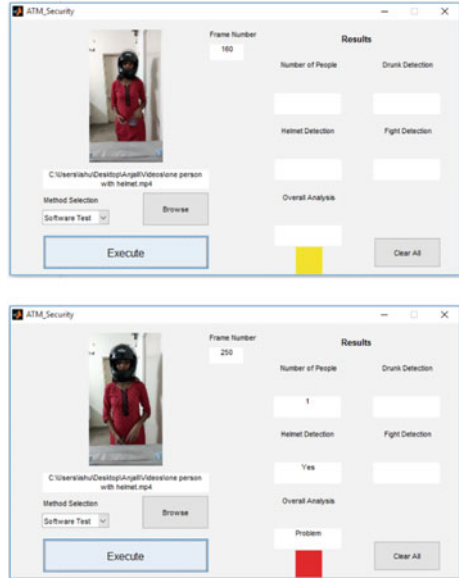 ATM_Security
Frame Number
160
Results
Number of People
Drunk Detection
Helmet Detection
Fight Detection
C:\Users\ishu\Desktop\Anjali\Videos\one person
with helmet.mp4
Method Selection
Software Test
Browse
Overall Analysis
Execute
Clear All
ATM_Security
Frame Number
250
Results
Number of People
Drunk Detection
1
Helmet Detection
Fight Detection
Yes
C:\Users\ishu\Desktop\Anjali\Videos\one person
with helmet.mp4
Method Selection
Software Test
Browse
Overall Analysis
Problem
Execute
Clear All